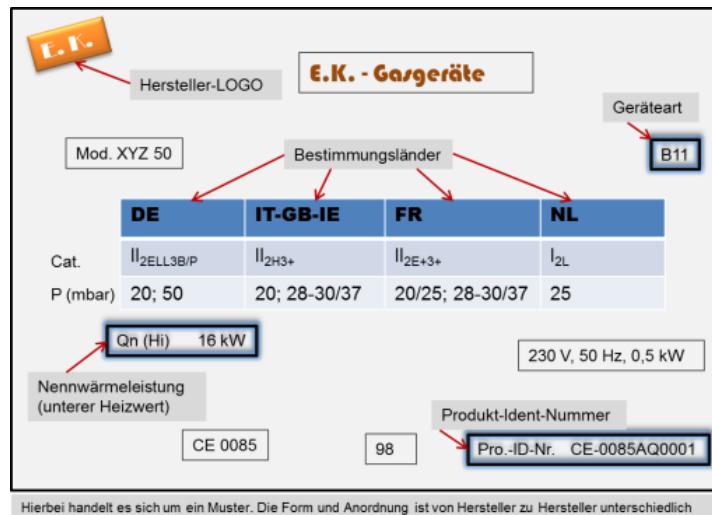 E. K.
Hersteller-LOGO
E.K. - Gasgeräte
Geräteart
Mod. XYZ 50
Bestimmungsländer
B11
DE IT-GB-IE FR NL
Cat. II2ELL3B/P II2H3+ II2E+3+ I2L
P (mbar) 20; 50 20; 28-30/37 20/25; 28-30/37 25
Qn (Hi) 16 kW
230 V, 50 Hz, 0,5 kW
Nennwärmeleistung
(unterer Heizwert)
Produkt-Ident-Nummer
CE 0085
98
Pro.-ID-Nr. CE-0085AQ0001
Hierbei handelt es sich um ein Muster. Die Form und Anordnung ist von Hersteller zu Hersteller unterschiedlich